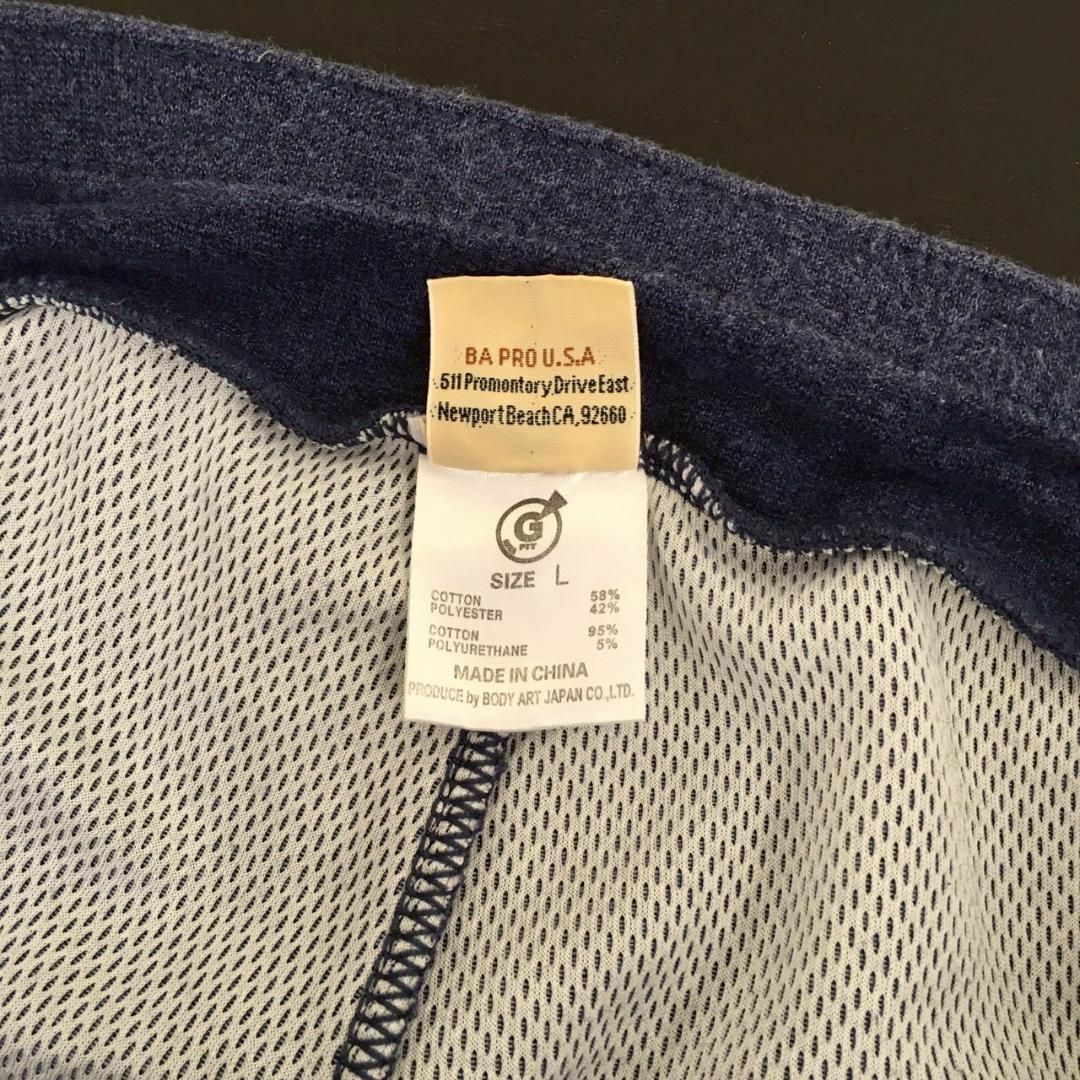 BA PRO U.S.A
511 Promontory Drive East
Newport Beach CA, 92660
G
FIT
SIZE L
COTTON 58%
POLYESTER 42%
COTTON 95%
POLYURETHANE 5%
MADE IN CHINA
PRODUCE by BODY ART JAPAN CO.,LTD.